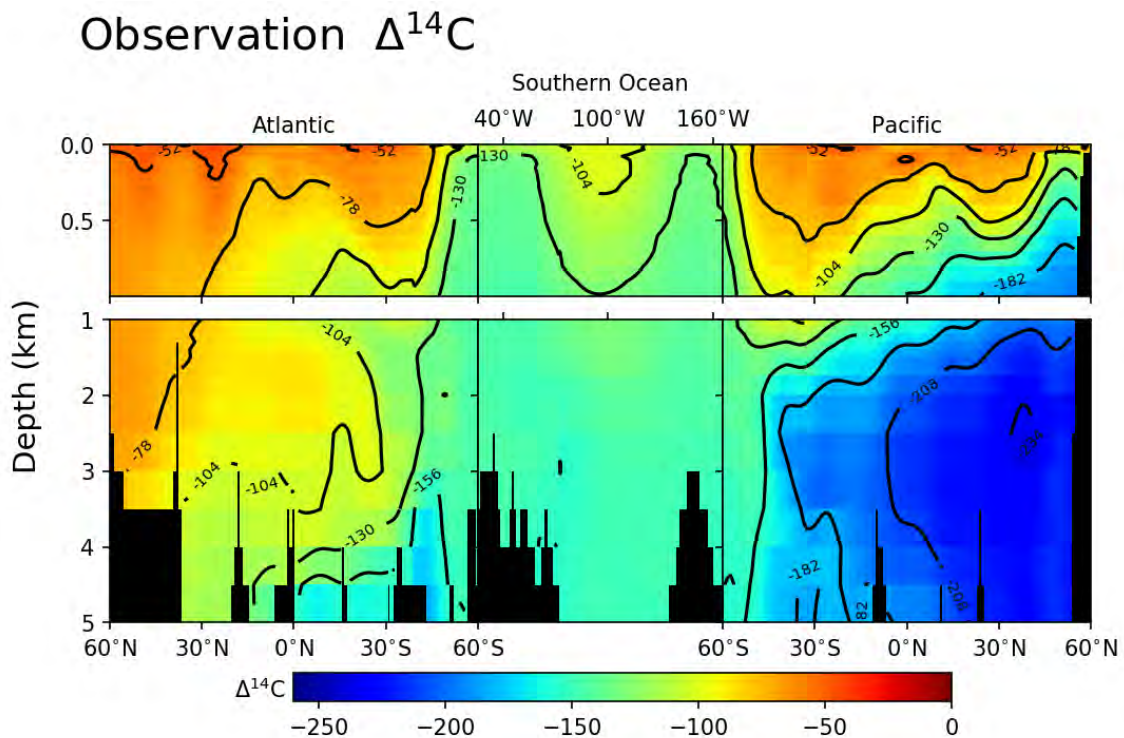 Observation Δ¹⁴C
Southern Ocean
Atlantic 40°W 100°W 160°W Pacific
0.0
0.5
-52 -52 -130 -52 -52 -78
-104
-78 -130
-130
-104
-182
Depth (km)
1
2
3
4
5
-104 -156
-208
-78 -104 -234
-104 -156
-130
-182
-208
82
60°N 30°N 0°N 30°S 60°S 60°S 30°S 0°N 30°N 60°N
Δ¹⁴C
−250 −200 −150 −100 −50 0